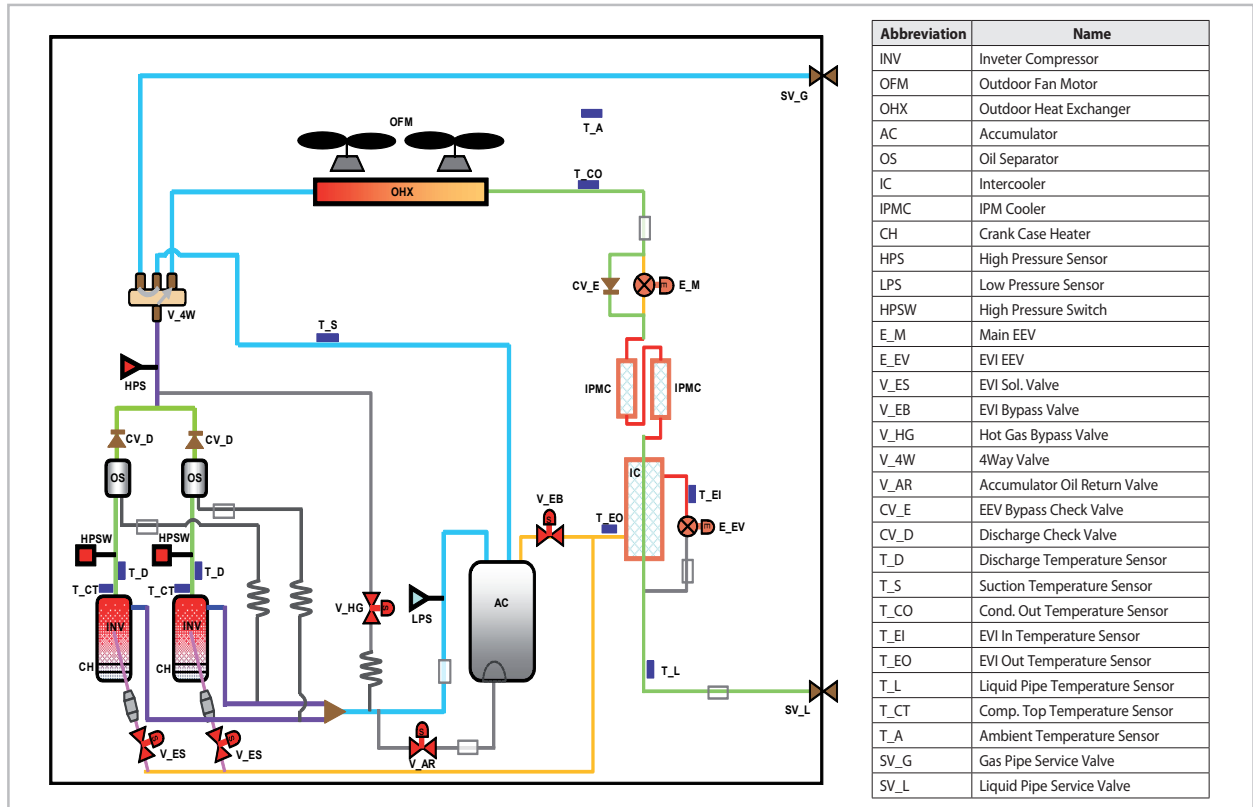 SV_G
OFM
T_A
T_CO
OHX
CV_E
E
E_M
V_4W
T_S
HPS
IPMC
IPMC
CV_D
CV_D
OS
OS
IC
T_EI
V_EB
S
T_EO
E
E_EV
HPSW
HPSW
T_D
T_D
T_CT
T_CT
INV
INV
V_HG
S
LPS
AC
CH
CH
T_L
SV_L
S
S
V_ES
V_ES
S
V_AR
Abbreviation Name
INV Inveter Compressor
OFM Outdoor Fan Motor
OHX Outdoor Heat Exchanger
AC Accumulator
OS Oil Separator
IC Intercooler
IPMC IPM Cooler
CH Crank Case Heater
HPS High Pressure Sensor
LPS Low Pressure Sensor
HPSW High Pressure Switch
E_M Main EEV
E_EV EVI EEV
V_ES EVI Sol. Valve
V_EB EVI Bypass Valve
V_HG Hot Gas Bypass Valve
V_4W 4Way Valve
V_AR Accumulator Oil Return Valve
CV_E EEV Bypass Check Valve
CV_D Discharge Check Valve
T_D Discharge Temperature Sensor
T_S Suction Temperature Sensor
T_CO Cond. Out Temperature Sensor
T_EI EVI In Temperature Sensor
T_EO EVI Out Temperature Sensor
T_L Liquid Pipe Temperature Sensor
T_CT Comp. Top Temperature Sensor
T_A Ambient Temperature Sensor
SV_G Gas Pipe Service Valve
SV_L Liquid Pipe Service Valve